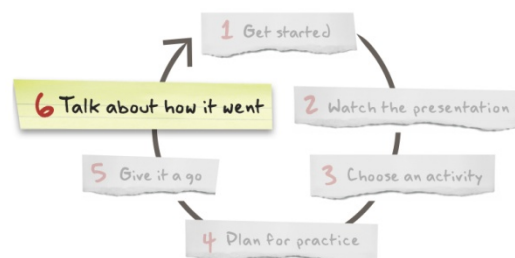 1 Get started
2 Watch the presentation
3 Choose an activity
4 Plan for practice
5 Give it a go
6 Talk about how it went